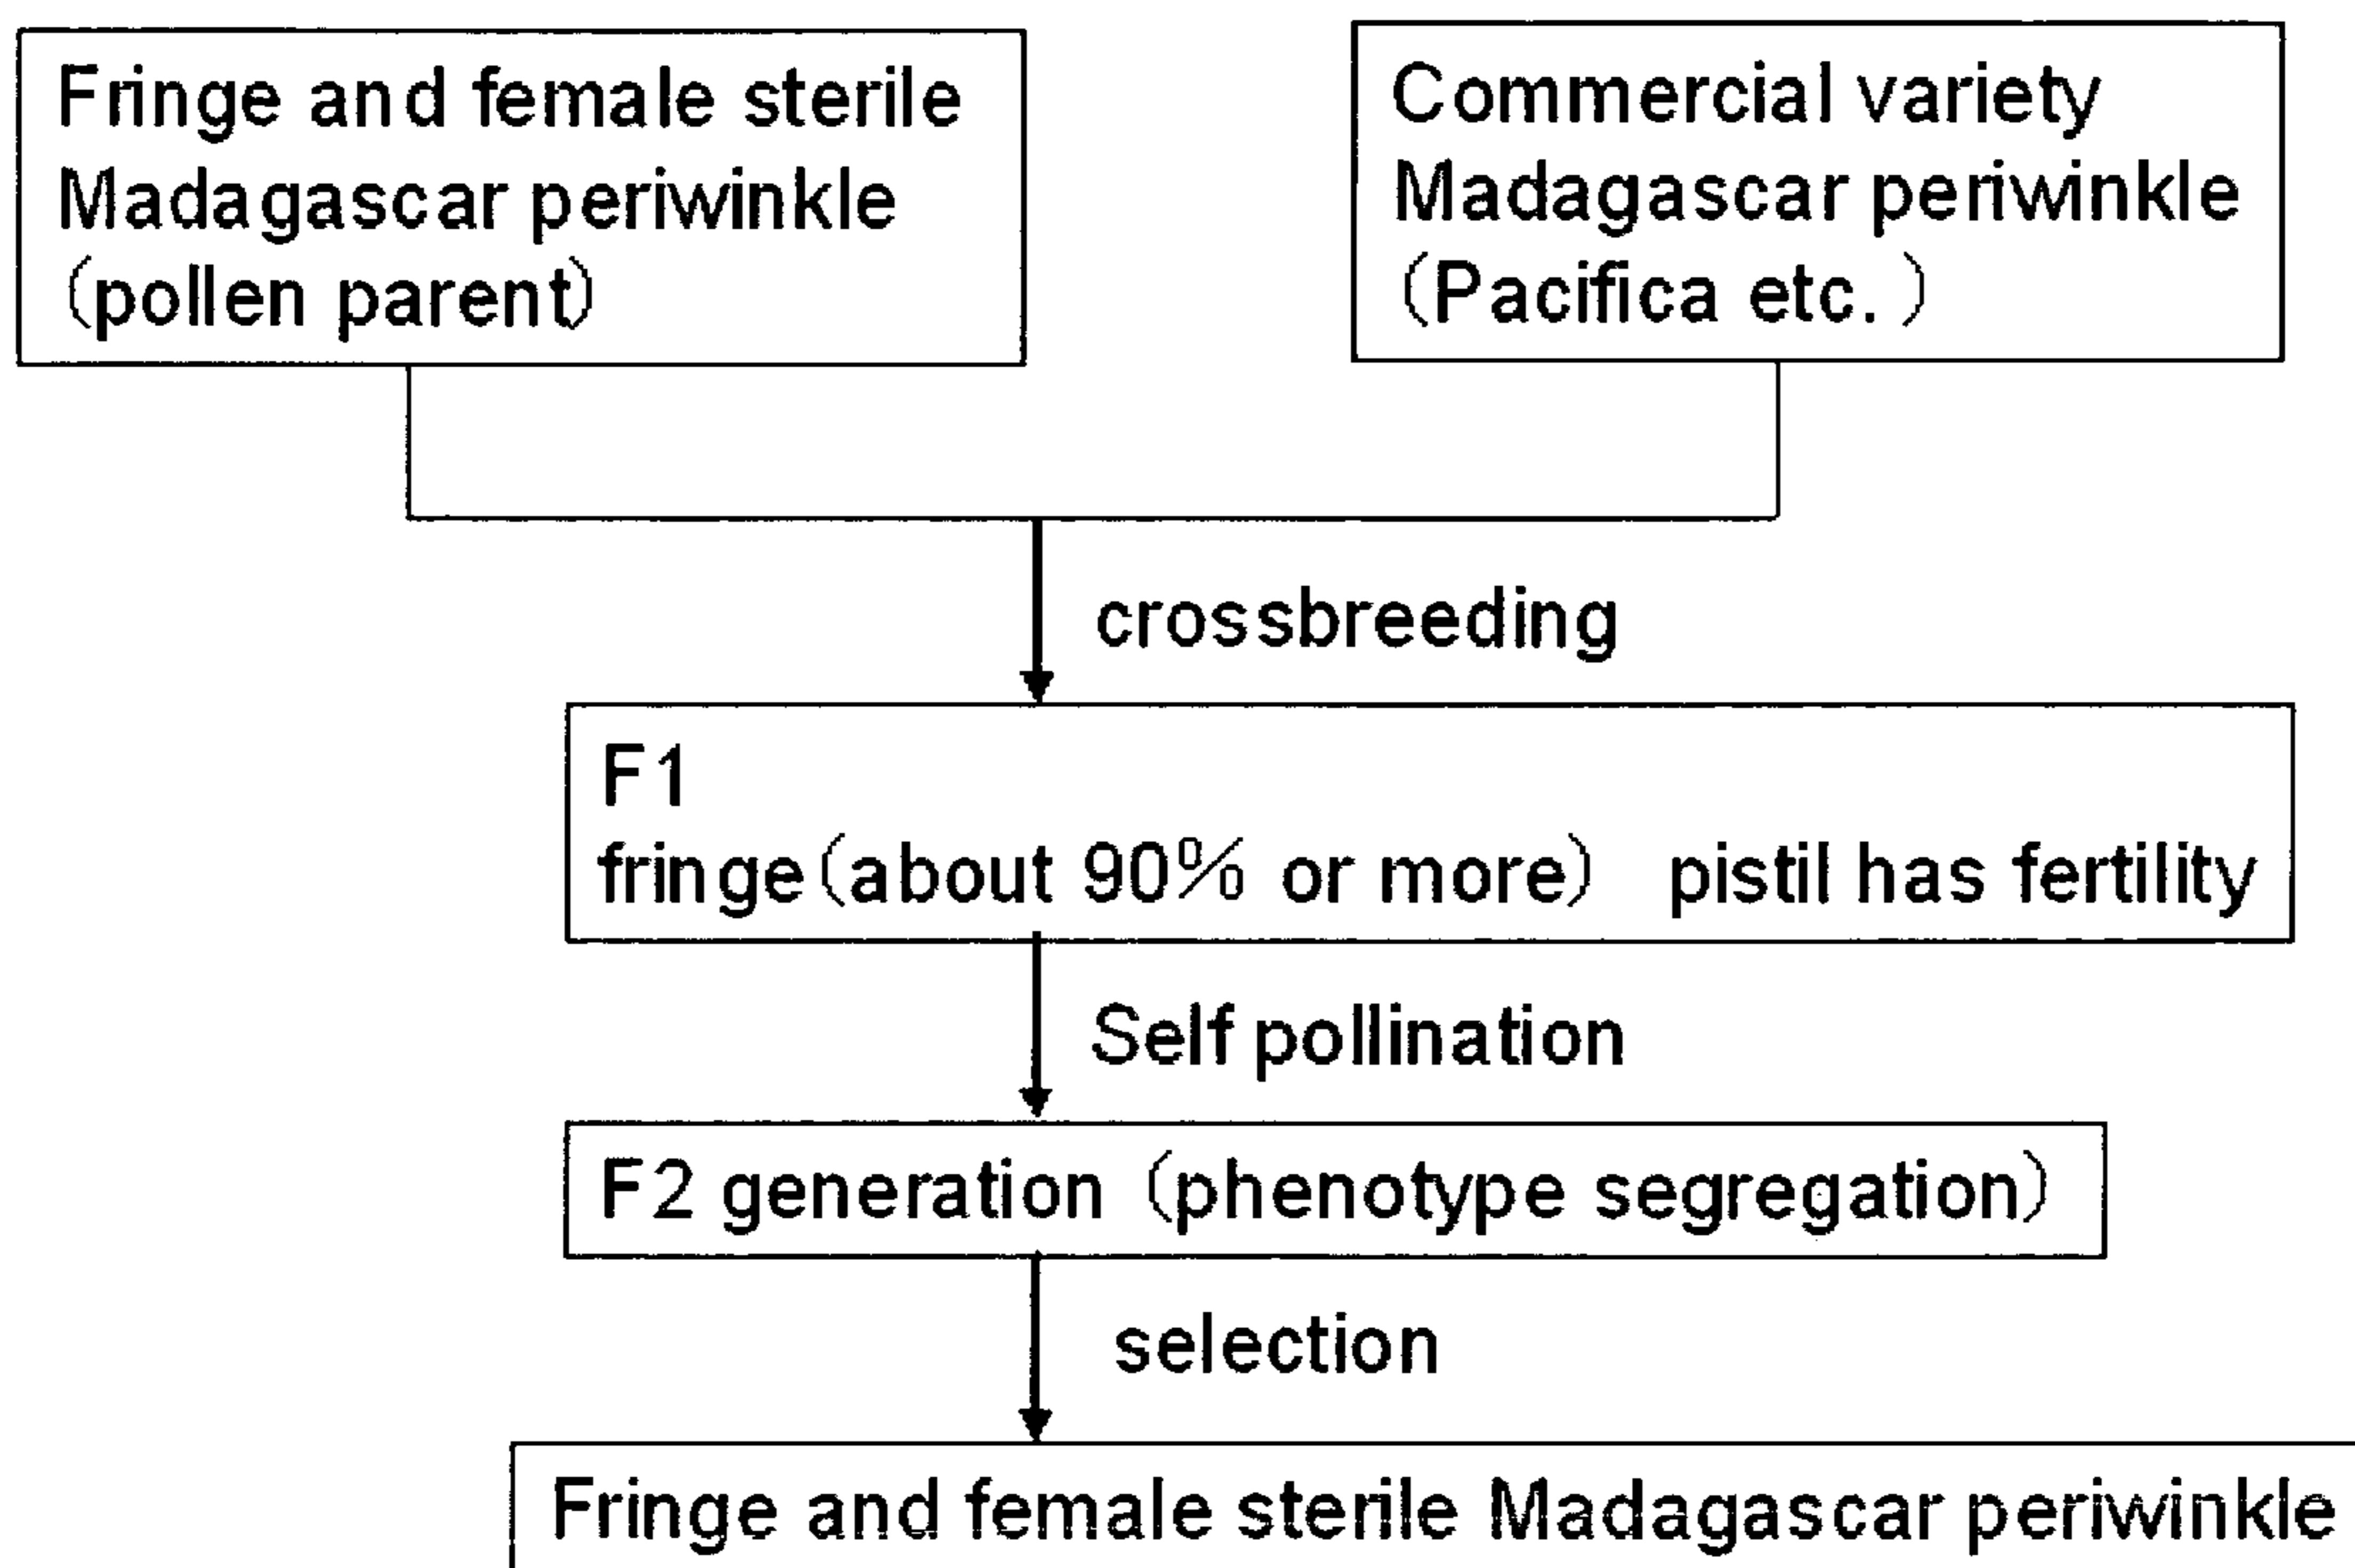 Fringe and female sterile
Madagascar periwinkle
(pollen parent)
Commercial variety
Madagascar periwinkle
(Pacifica etc.)
crossbreeding
F1
fringe(about 90% or more) pistil has fertility
Self pollination
F2 generation (phenotype segregation)
selection
Fringe and female sterile Madagascar periwinkle